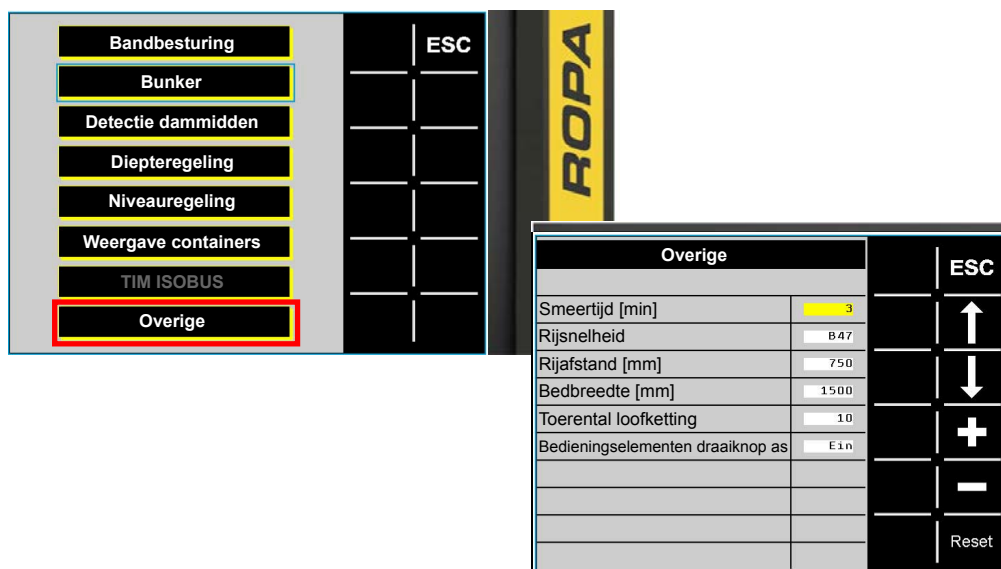 Bandbesturing
ESC
Bunker
Detectie dammidden
Diepteregeling
Niveauregeling
Weergave containers
TIM ISOBUS
Overige
ROPA
Overige
ESC
Smeertijd [min] 3
Rijsnelheid B47
Rijafstand [mm] 750
Bedbreedte [mm] 1500
Toerental loofketting 10
Bedieningselementen draaiknop as Ein
Reset